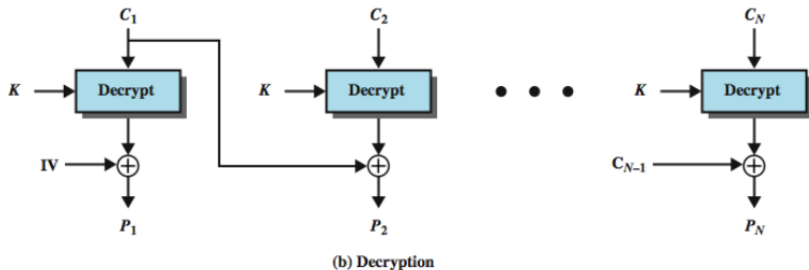 C1 C2 CN
K Decrypt K Decrypt K Decrypt
IV CN–1
P1 P2 PN
(b) Decryption